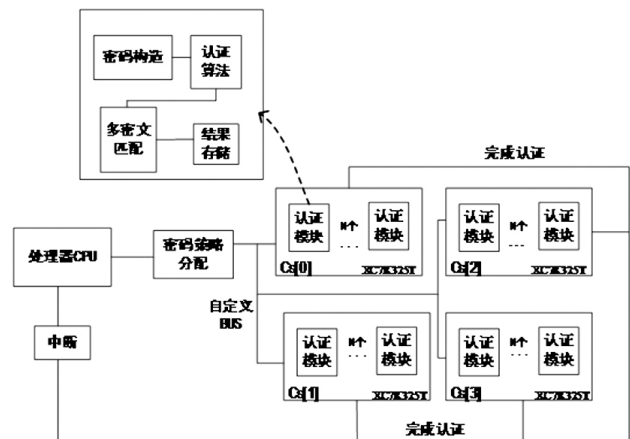 密码构造
认证
算法
多密文
匹配
结果
存储
完成认证
处理器CPU
密码策略
分配
认证
模块
N个
...
认证
模块
Cs[0]
XC7K325T
认证
模块
N个
...
认证
模块
Cs[2]
XC7K325T
自定义
BUS
中断
认证
模块
N个
...
认证
模块
Cs[1]
XC7K325T
认证
模块
N个
...
认证
模块
Cs[3]
XC7K325T
完成认证